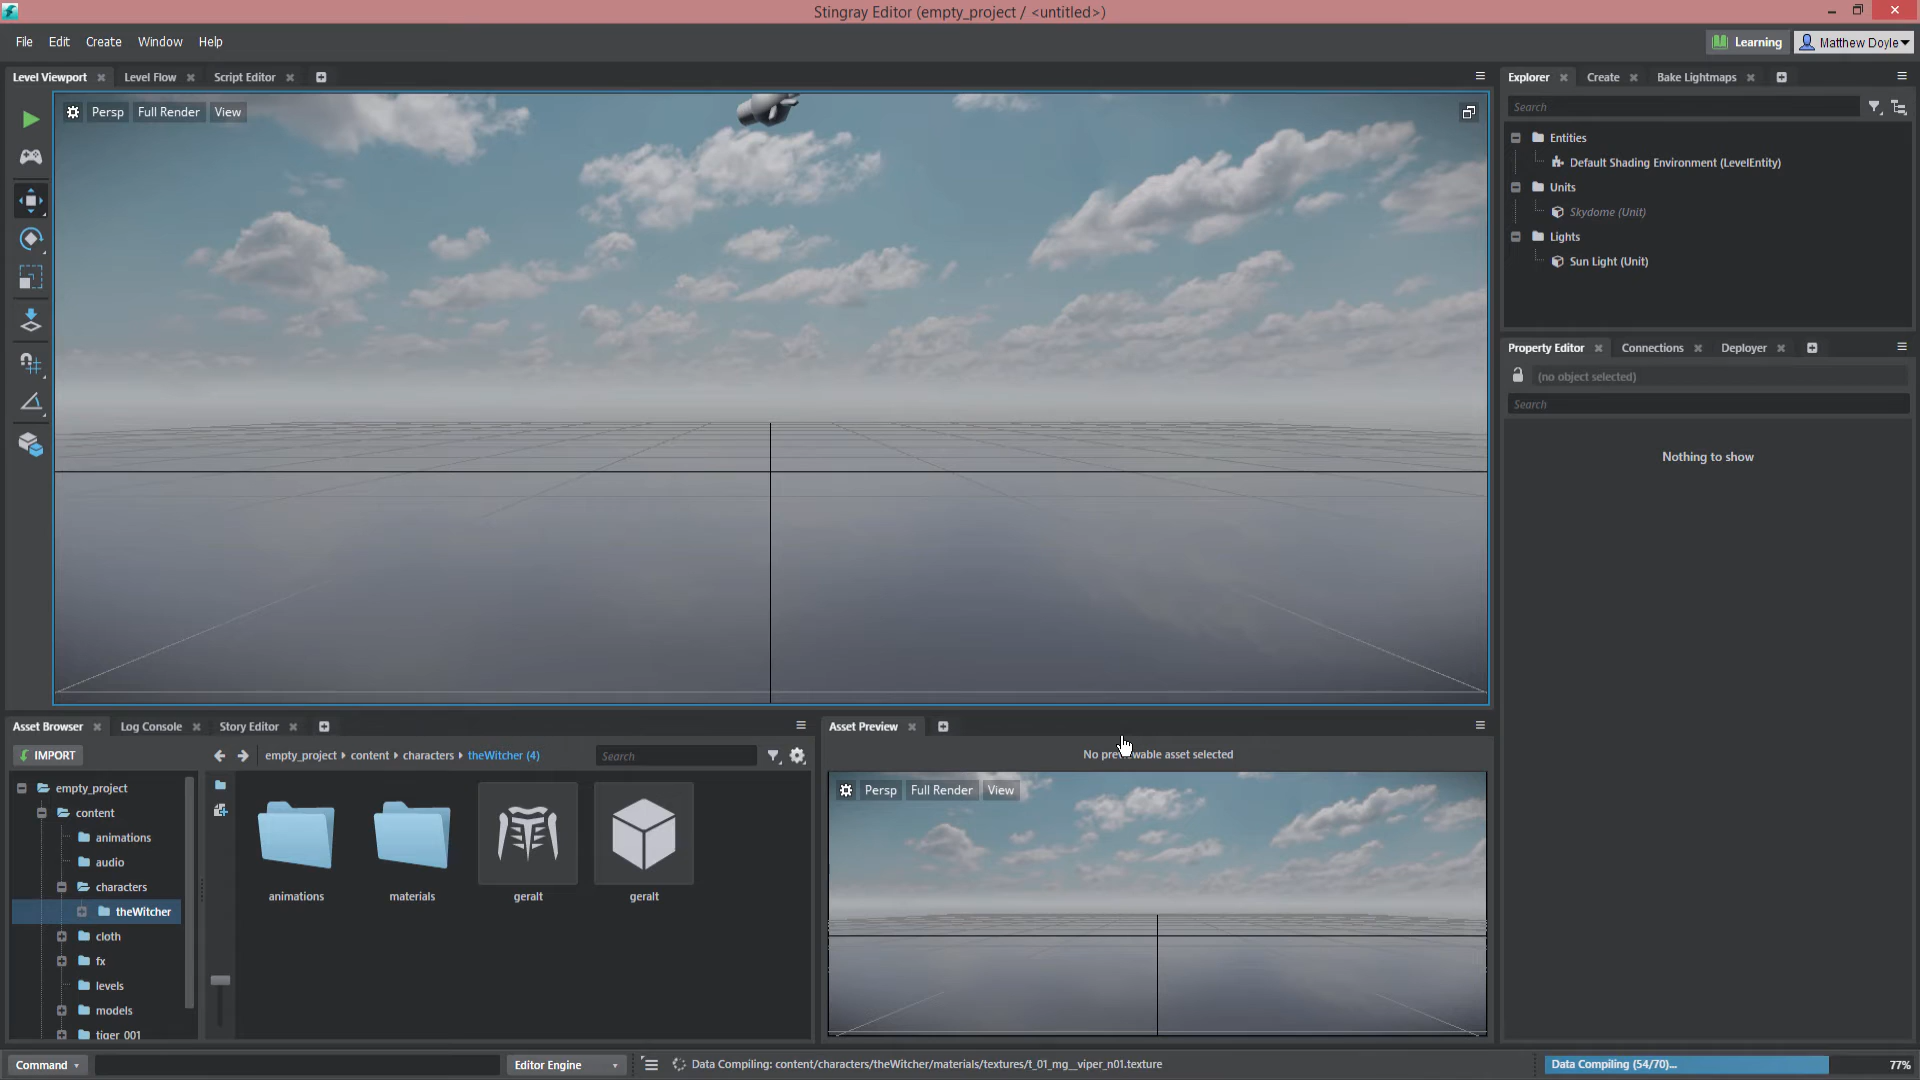 Stingray Editor (empty_project / <untitled>)
File Edit Create Window Help
Learning Matthew Doyle
Level Viewport Level Flow Script Editor
Explorer Create Bake Lightmaps
Persp Full Render View
Search
Entities
Default Shading Environment (LevelEntity)
Units
Skydome (Unit)
Lights
Sun Light (Unit)
Property Editor Connections Deployer
(no object selected)
Search
Nothing to show
Asset Browser Log Console Story Editor
Asset Preview
IMPORT
empty_project content characters theWitcher (4)
Search
No previewable asset selected
empty_project
content
animations
audio
characters
theWitcher
cloth
fx
levels
models
tiger_001
animations materials geralt geralt
Persp Full Render View
Command
Editor Engine
Data Compiling: content/characters/theWitcher/materials/textures/t_01_mg__viper_n01.texture
Data Compiling (54/70)...
77%